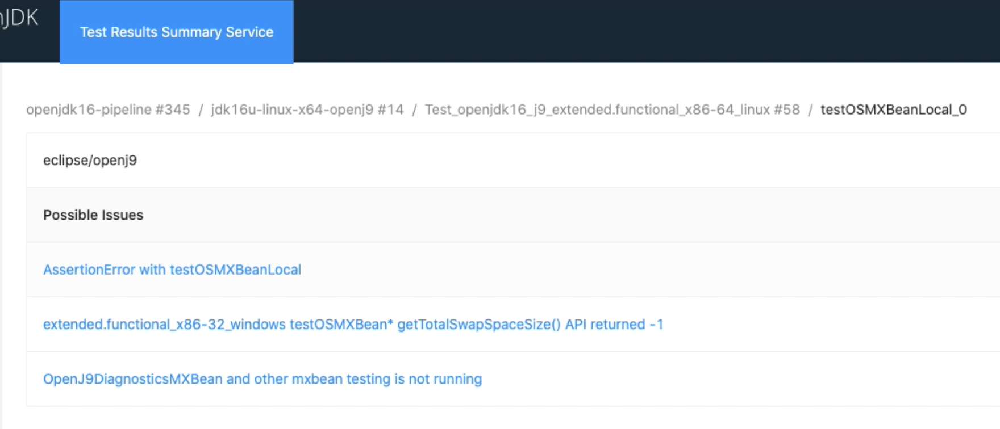 nJDK
Test Results Summary Service
openjdk16-pipeline #345 / jdk16u-linux-x64-openj9 #14 / Test_openjdk16_j9_extended.functional_x86-64_linux #58 / testOSMXBeanLocal_0
eclipse/openj9
Possible Issues
AssertionError with testOSMXBeanLocal
extended.functional_x86-32_windows testOSMXBean* getTotalSwapSpaceSize() API returned -1
OpenJ9DiagnosticsMXBean and other mxbean testing is not running